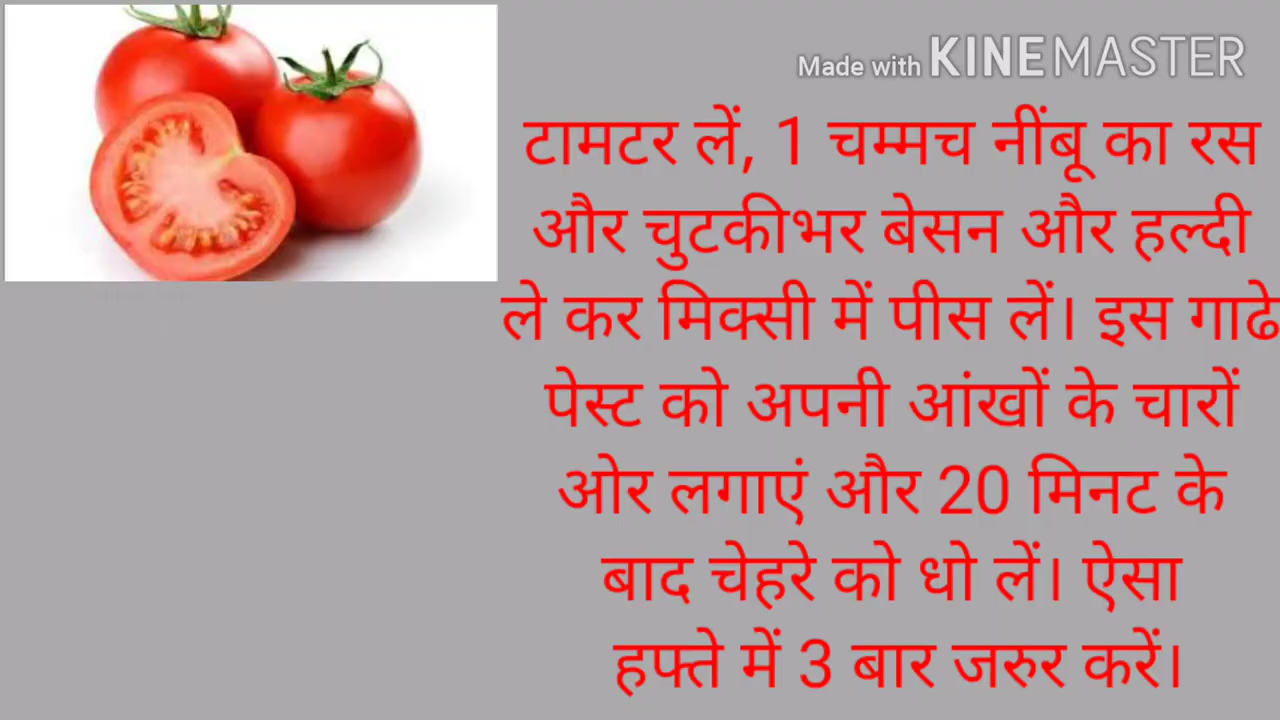 Made with KINEMASTER
टामटर लें, 1 चम्मच नींबू का रस
और चुटकीभर बेसन और हल्दी
ले कर मिक्सी में पीस लें। इस गाढे
पेस्ट को अपनी आंखों के चारों
ओर लगाएं और 20 मिनट के
बाद चेहरे को धो लें। ऐसा
हफ्ते में 3 बार जरुर करें।